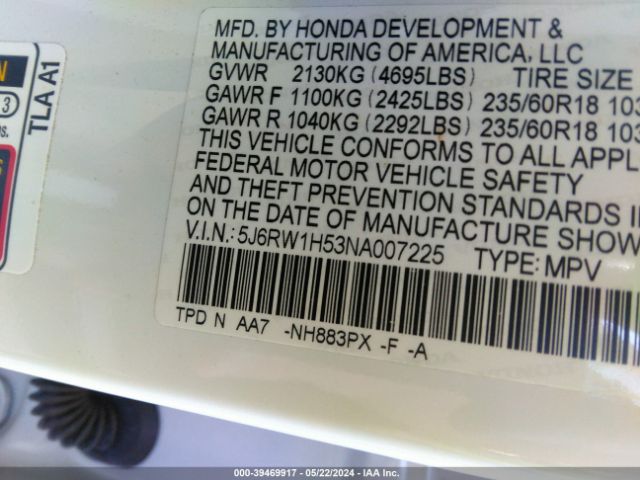 MFD. BY HONDA DEVELOPMENT &
MANUFACTURING OF AMERICA, LLC
GVWR 2130KG (4695LBS) TIRE SIZE
GAWR F 1100KG (2425LBS) 235/60R18 103
GAWR R 1040KG (2292LBS) 235/60R18 103
THIS VEHICLE CONFORMS TO ALL APPL
FEDERAL MOTOR VEHICLE SAFETY
AND THEFT PREVENTION STANDARDS I
ON THE DATE OF MANUFACTURE SHOW
V.I.N.: 5J6RW1H53NA007225 TYPE: MPV
TPD N AA7 -NH883PX -F -A
TLA A1
N
3
os.
S
000-39469917 - 05/22/2024 - IAA Inc.